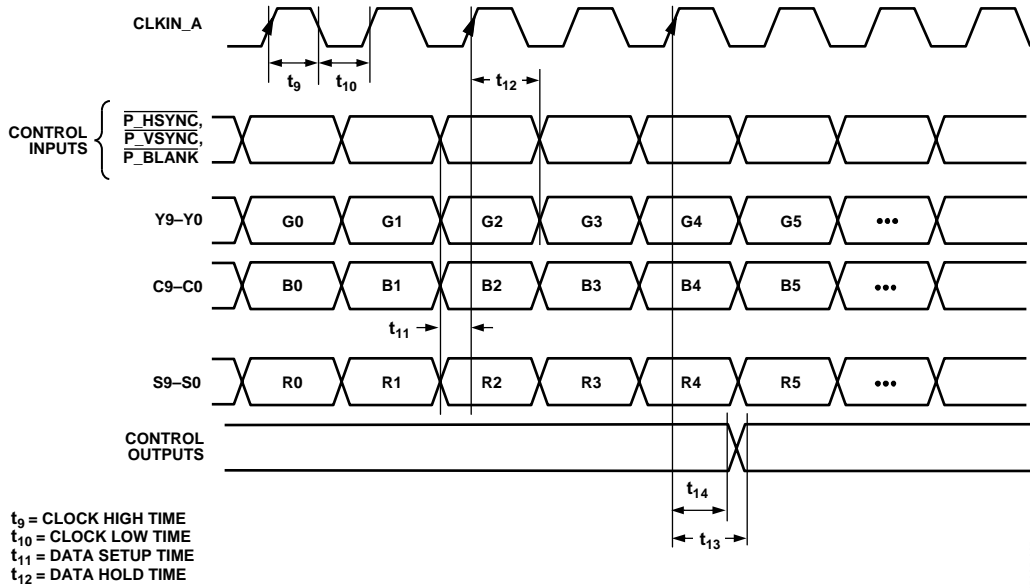 CLKIN_A
t9
t10
t12
CONTROL
INPUTS
P_HSYNC,
P_VSYNC,
P_BLANK
Y9–Y0
G0 G1 G2 G3 G4 G5 •••
C9–C0
B0 B1 B2 B3 B4 B5 •••
t11
S9–S0
R0 R1 R2 R3 R4 R5 •••
CONTROL
OUTPUTS
t14
t13
t9 = CLOCK HIGH TIME
t10 = CLOCK LOW TIME
t11 = DATA SETUP TIME
t12 = DATA HOLD TIME